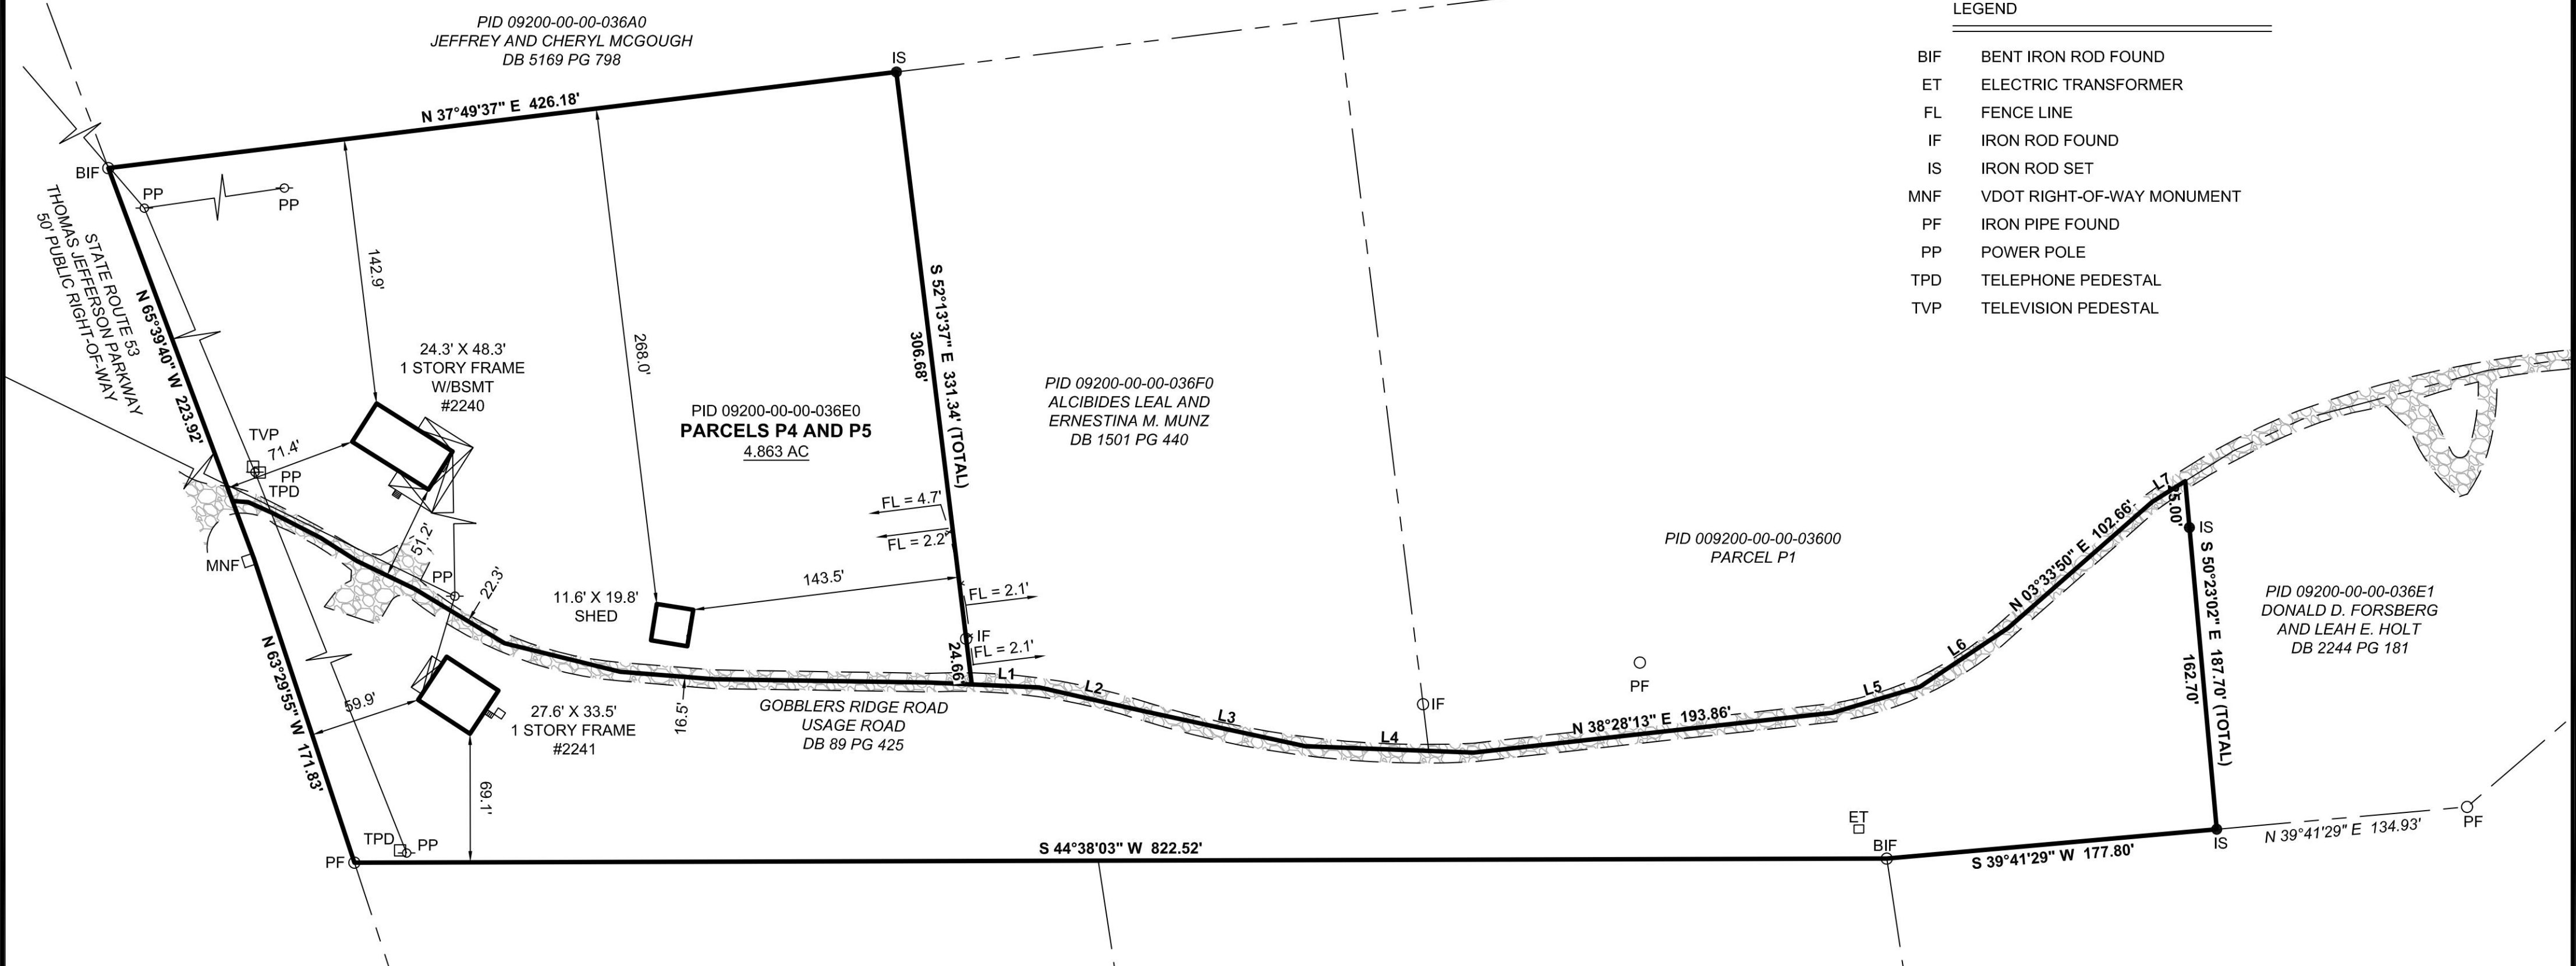 PID 09200-00-00-036A0
JEFFREY AND CHERYL MCGOUGH
DB 5169 PG 798
IS
N 37°49'37" E 426.18'
BIF
PP
PP
STATE ROUTE 53
THOMAS JEFFERSON PARKWAY
50' PUBLIC RIGHT-OF-WAY
N 65°39'40" W 223.92'
142.9'
268.0'
S 52°13'37" E 331.34' (TOTAL)
306.68'
24.3' X 48.3'
1 STORY FRAME
W/BSMT
#2240
PID 09200-00-00-036E0
PARCELS P4 AND P5
4.863 AC
PID 09200-00-00-036F0
ALCIBIDES LEAL AND
ERNESTINA M. MUNZ
DB 1501 PG 440
TVP
71.4'
PP
TPD
FL = 4.7'
FL = 2.2'
51.2'
MNF
PP
22.3'
11.6' X 19.8'
SHED
143.5'
FL = 2.1'
IF
FL = 2.1'
24.66'
N 63°29'55" W 171.83'
59.9'
27.6' X 33.5'
1 STORY FRAME
#2241
69.1'
16.5'
GOBBLERS RIDGE ROAD
USAGE ROAD
DB 89 PG 425
TPD
PP
PF
L1
L2
L3
L4
IF
PF
N 38°28'13" E 193.86'
L5
L6
N 03°33'50" E 102.66'
L7
25.00'
IS
S 50°23'02" E 187.70' (TOTAL)
162.70'
PID 009200-00-00-03600
PARCEL P1
PID 09200-00-00-036E1
DONALD D. FORSBERG
AND LEAH E. HOLT
DB 2244 PG 181
ET
BIF
S 44°38'03" W 822.52'
S 39°41'29" W 177.80'
IS
N 39°41'29" E 134.93'
PF
LEGEND
BIF BENT IRON ROD FOUND
ET ELECTRIC TRANSFORMER
FL FENCE LINE
IF IRON ROD FOUND
IS IRON ROD SET
MNF VDOT RIGHT-OF-WAY MONUMENT
PF IRON PIPE FOUND
PP POWER POLE
TPD TELEPHONE PEDESTAL
TVP TELEVISION PEDESTAL